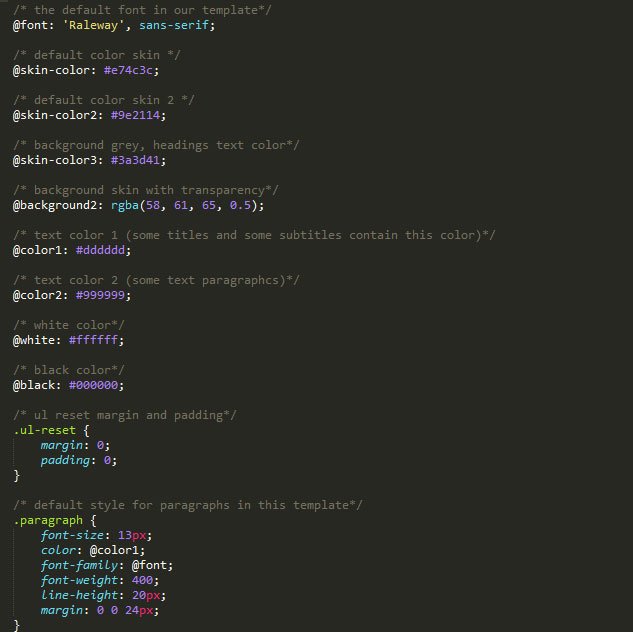 /* the default font in our template*/
@font: 'Raleway', sans-serif;
/* default color skin */
@skin-color: #e74c3c;
/* default color skin 2 */
@skin-color2: #9e2114;
/* background grey, headings text color*/
@skin-color3: #3a3d41;
/* background skin with transparency*/
@background2: rgba(58, 61, 65, 0.5);
/* text color 1 (some titles and some subtitles contain this color)*/
@color1: #dddddd;
/* text color 2 (some text paragraphcs)*/
@color2: #999999;
/* white color*/
@white: #ffffff;
/* black color*/
@black: #000000;
/* ul reset margin and padding*/
.ul-reset {
    margin: 0;
    padding: 0;
}
/* default style for paragraphs in this template*/
.paragraph {
    font-size: 13px;
    color: @color1;
    font-family: @font;
    font-weight: 400;
    line-height: 20px;
    margin: 0 0 24px;
}